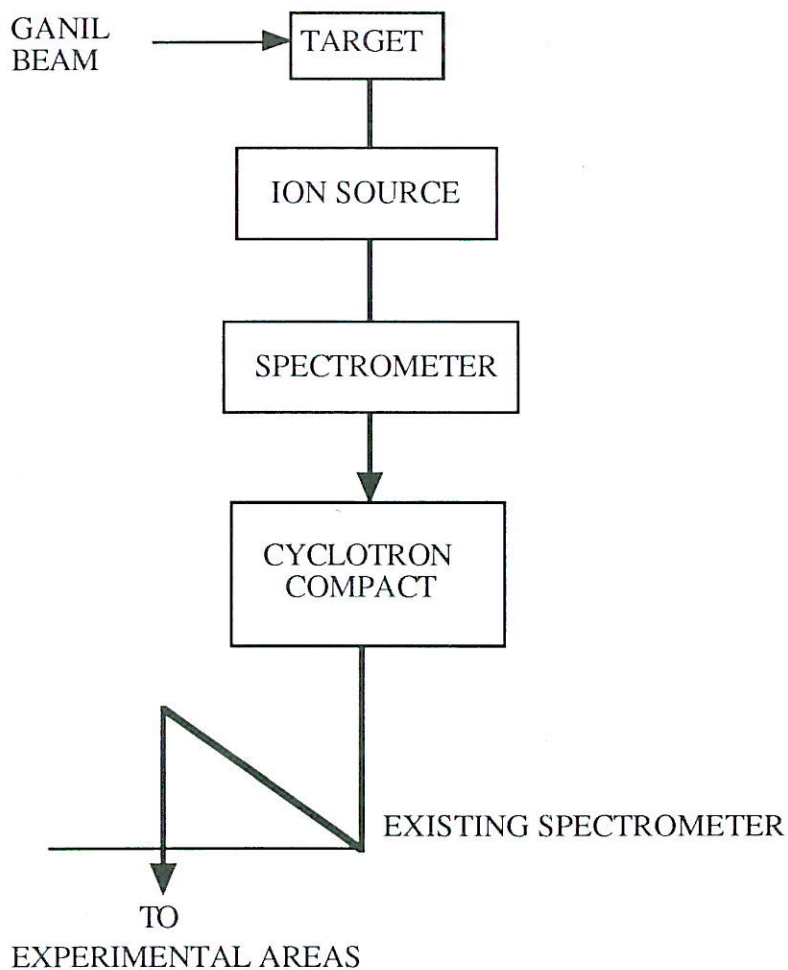 GANIL
BEAM
TARGET
ION SOURCE
SPECTROMETER
CYCLOTRON
COMPACT
EXISTING SPECTROMETER
TO
EXPERIMENTAL AREAS